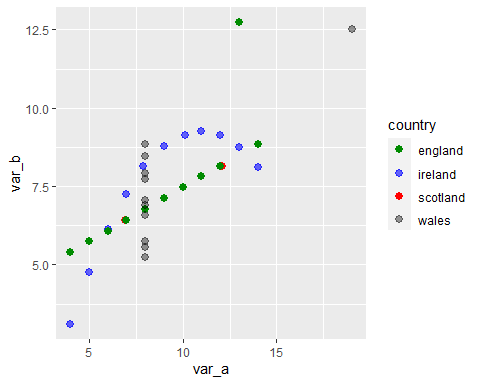 12.5
10.0
7.5
5.0
var_b
5
10
15
var_a
country
england
ireland
scotland
wales